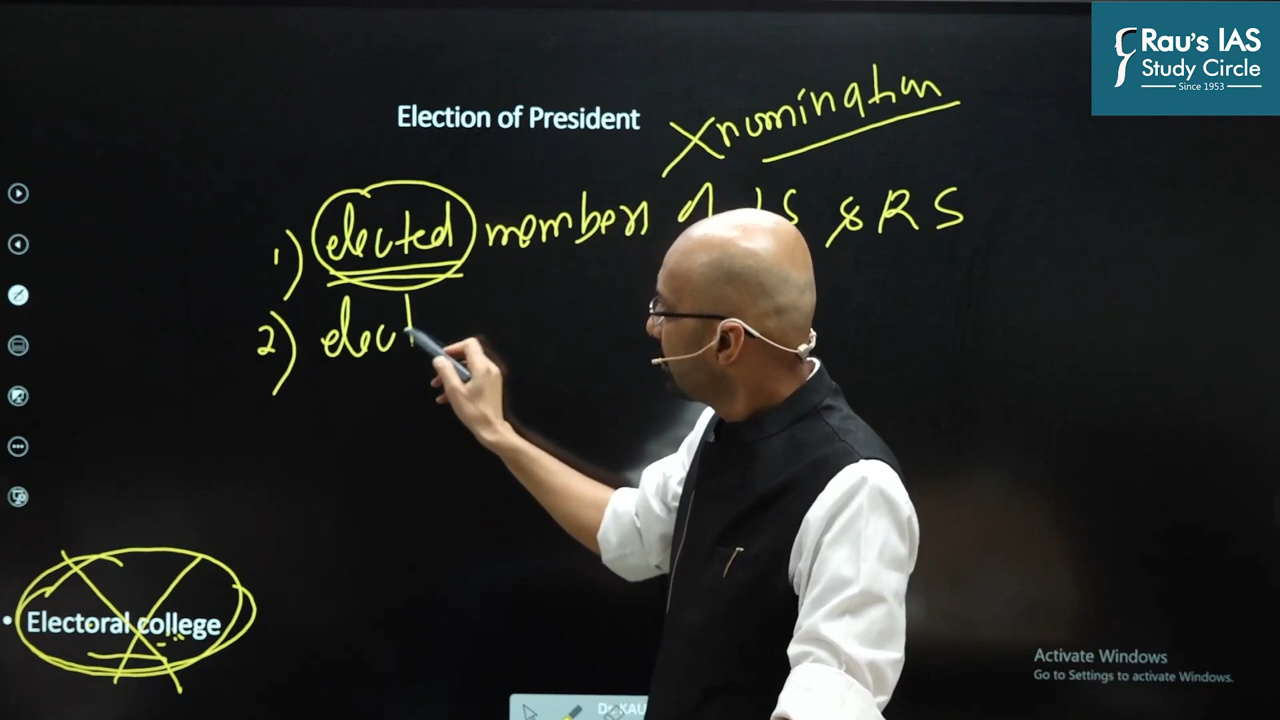 Rau's IAS
Study Circle
Since 1953
Election of President
X nomination
1) elected members of LS & RS
2) elect
• Electoral college
Activate Windows
Go to Settings to activate Windows.